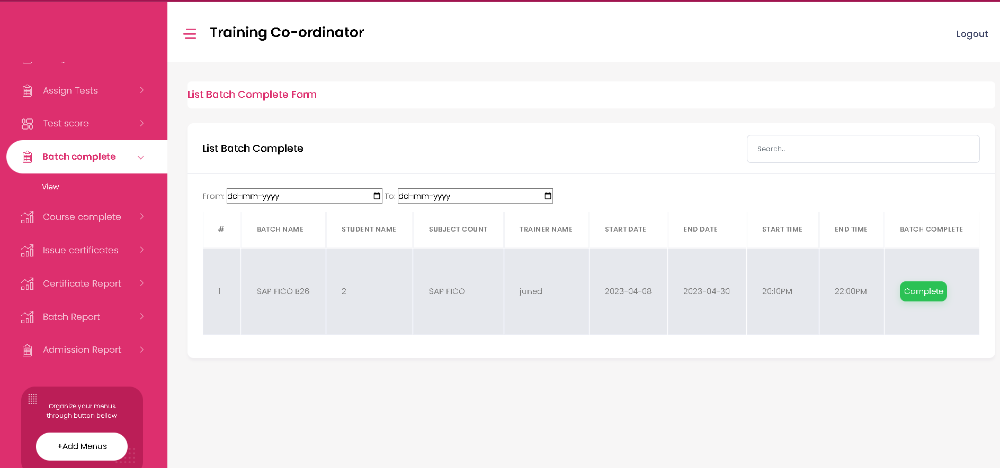 Training Co-ordinator
Logout
Assign Tests
Test score
Batch complete
View
Course complete
Issue certificates
Certificate Report
Batch Report
Admission Report
Organize your menus
through button bellow
+Add Menus
List Batch Complete Form
List Batch Complete
Search..
From: dd-mm-yyyy To: dd-mm-yyyy
# BATCH NAME STUDENT NAME SUBJECT COUNT TRAINER NAME START DATE END DATE START TIME END TIME BATCH COMPLETE
1 SAP FICO B26 2 SAP FICO juned 2023-04-08 2023-04-30 20:10PM 22:00PM Complete